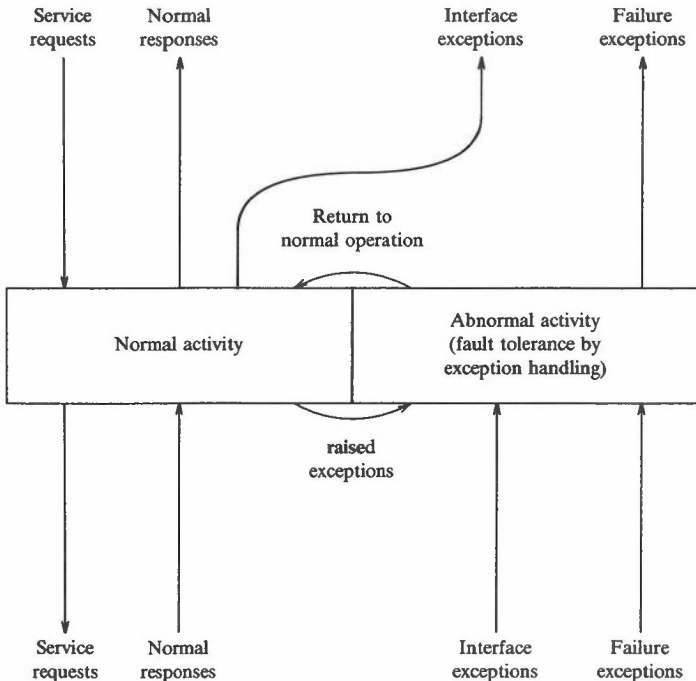 Service
requests
Normal
responses
Interface
exceptions
Failure
exceptions
Return to
normal operation
Normal activity
Abnormal activity
(fault tolerance by
exception handling)
raised
exceptions
Service
requests
Normal
responses
Interface
exceptions
Failure
exceptions